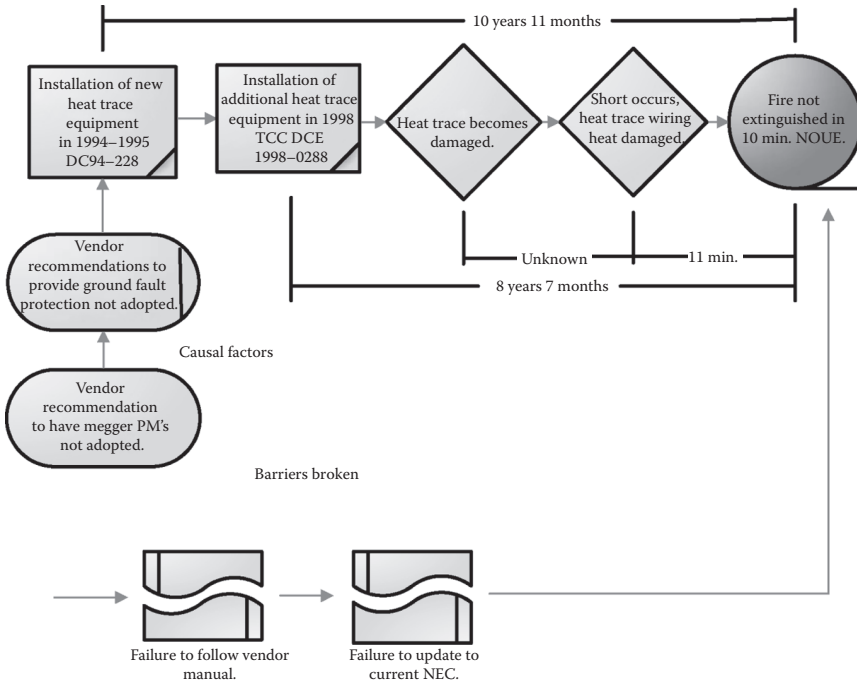 10 years 11 months
Installation of new
heat trace
equipment
in 1994–1995
DC94–228
Installation of
additional heat trace
equipment in 1998
TCC DCE
1998–0288
Heat trace becomes
damaged.
Short occurs,
heat trace wiring
heat damaged.
Fire not
extinguished in
10 min. NOUE.
Unknown
11 min.
8 years 7 months
Vendor
recommendations to
provide ground fault
protection not adopted.
Causal factors
Vendor
recommendation
to have megger PM's
not adopted.
Barriers broken
Failure to follow vendor
manual.
Failure to update to
current NEC.